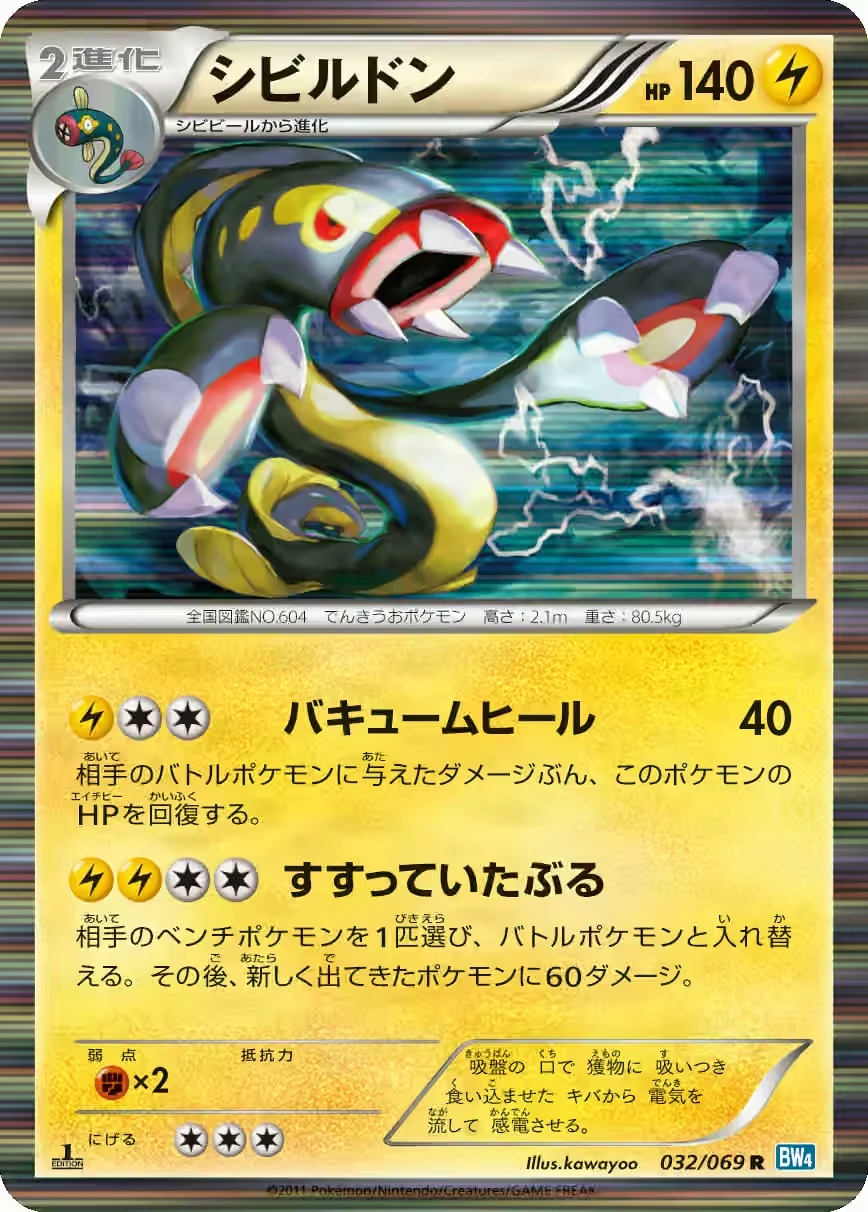 2進化
シビルドン
HP140
シビビールから進化
全国図鑑NO.604 でんきうおポケモン 高さ:2.1m 重さ:80.5kg
バキュームヒール 40
相手のバトルポケモンに与えたダメージぶん、このポケモンの
HPを回復する。
すすっていたぶる
相手のベンチポケモンを1匹選び、バトルポケモンと入れ替
える。その後、新しく出てきたポケモンに60ダメージ。
弱点 抵抗力
×2
にげる
吸盤の 口で 獲物に 吸いつき
食い込ませた キバから 電気を
流して 感電させる。
1
EDITION
Illus.kawayoo 032/069 R BW4
©2011 Pokémon/Nintendo/Creatures/GAME FREAK